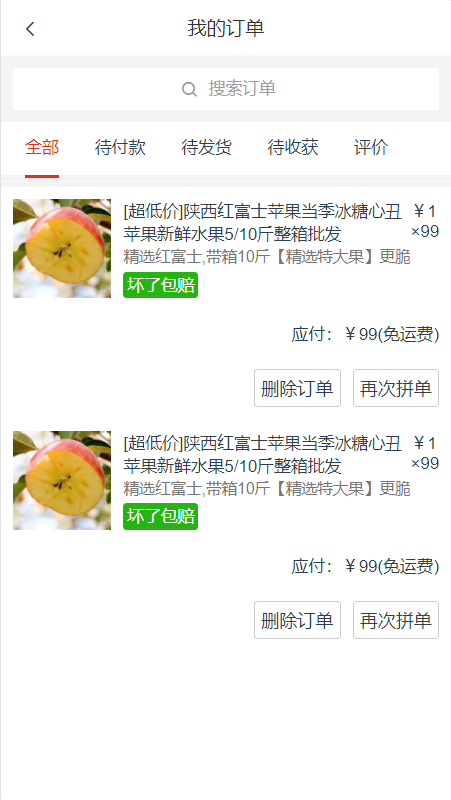 我的订单
搜索订单
全部 待付款 待发货 待收获 评价
[超低价]陕西红富士苹果当季冰糖心丑 ￥1
苹果新鲜水果5/10斤整箱批发 ×99
精选红富士,带箱10斤【精选特大果】更脆
坏了包赔
应付：￥99(免运费)
删除订单 再次拼单
[超低价]陕西红富士苹果当季冰糖心丑 ￥1
苹果新鲜水果5/10斤整箱批发 ×99
精选红富士,带箱10斤【精选特大果】更脆
坏了包赔
应付：￥99(免运费)
删除订单 再次拼单